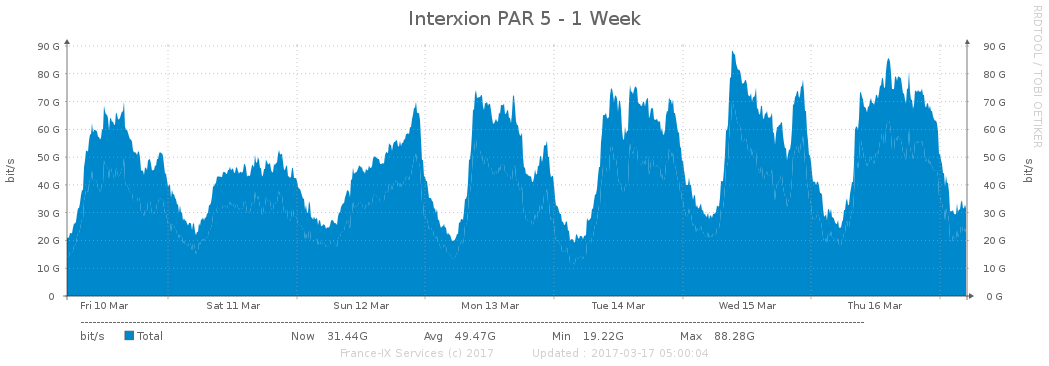 Interxion PAR 5 - 1 Week
RRDTOOL / TOBI OETIKER
90 G 90 G
80 G 80 G
70 G 70 G
60 G 60 G
50 G 50 G
40 G 40 G
30 G 30 G
20 G 20 G
10 G 10 G
0 0 G
bit/s bit/s
Fri 10 Mar Sat 11 Mar Sun 12 Mar Mon 13 Mar Tue 14 Mar Wed 15 Mar Thu 16 Mar
bit/s Total Now 31.44G Avg 49.47G Min 19.22G Max 88.28G
France-IX Services (c) 2017 Updated : 2017-03-17 05:00:04